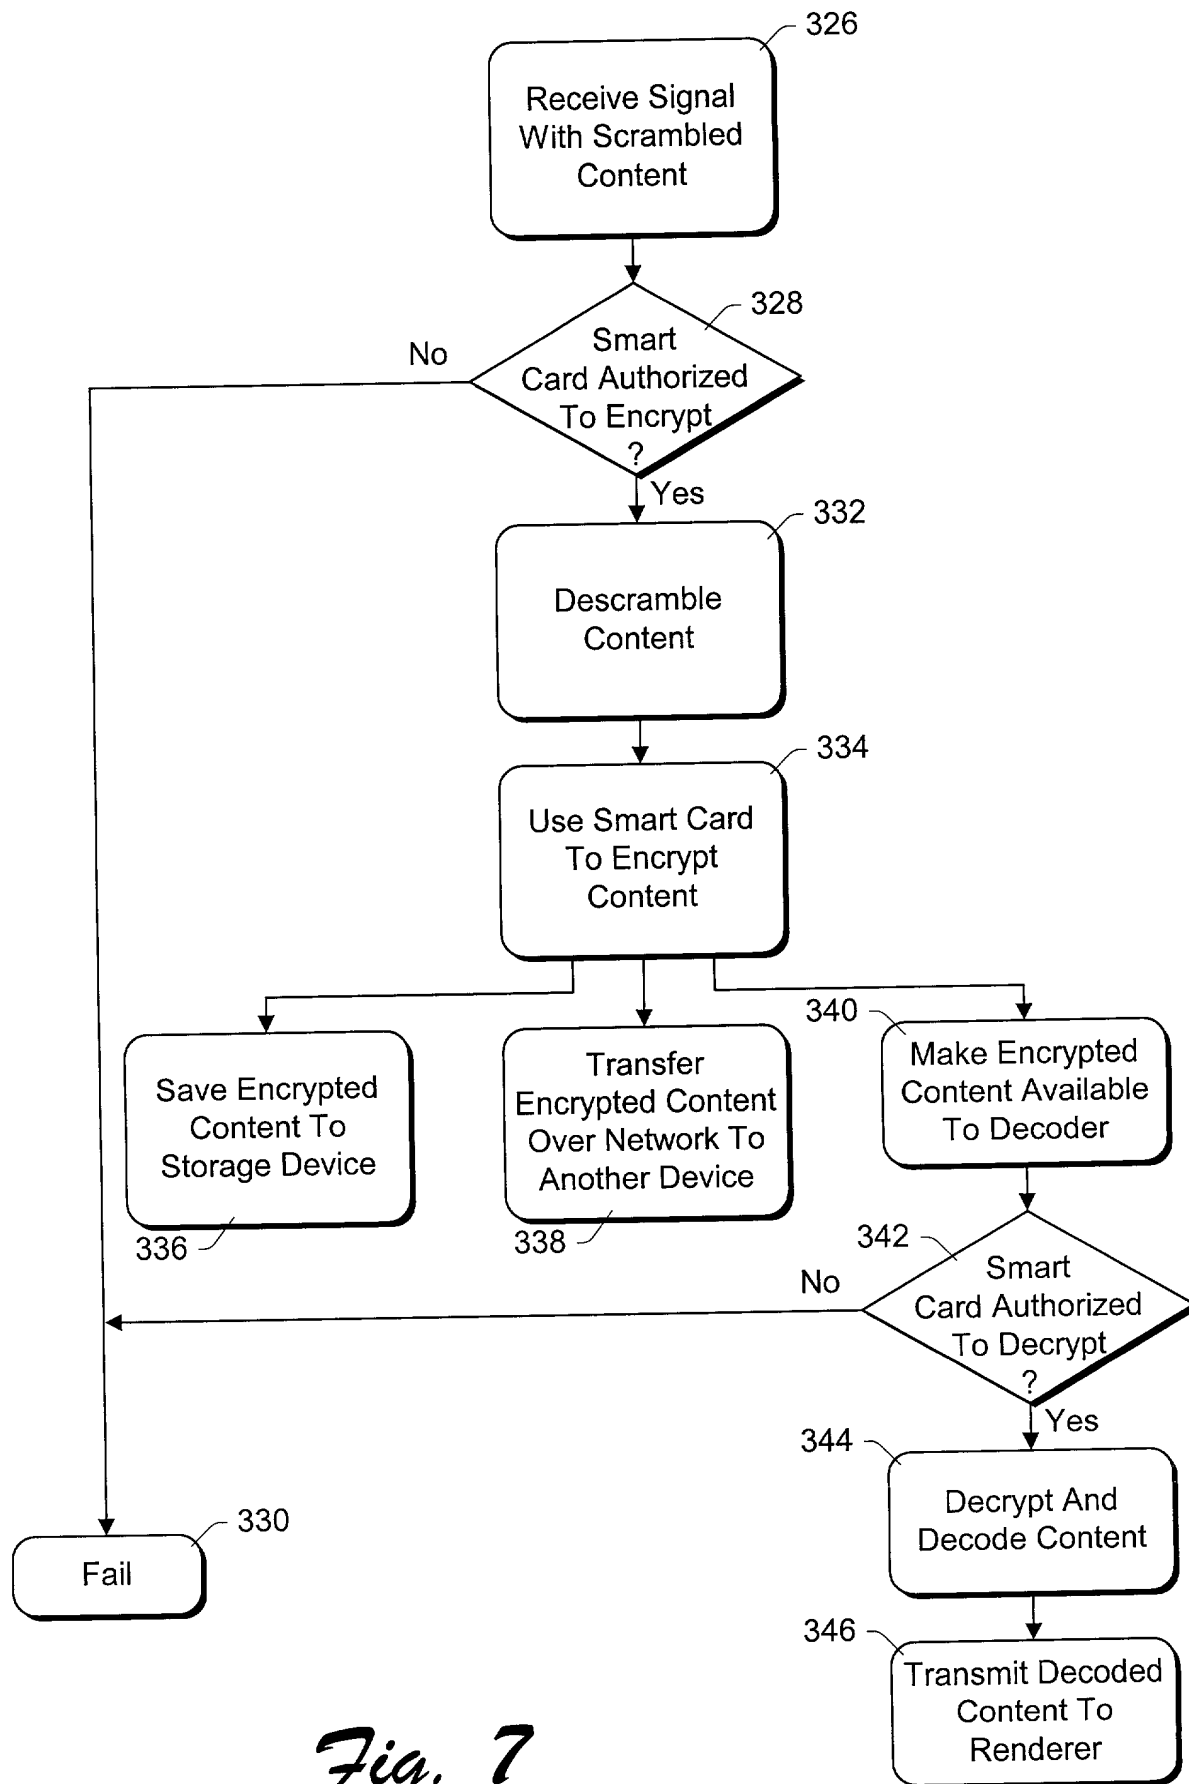 326
Receive Signal
With Scrambled
Content
328
No
Smart
Card Authorized
To Encrypt
?
Yes
332
Descramble
Content
334
Use Smart Card
To Encrypt
Content
Save Encrypted
Content To
Storage Device
336
Transfer
Encrypted Content
Over Network To
Another Device
338
340
Make Encrypted
Content Available
To Decoder
342
No
Smart
Card Authorized
To Decrypt
?
Yes
344
Decrypt And
Decode Content
330
Fail
346
Transmit Decoded
Content To
Renderer
Fig. 7